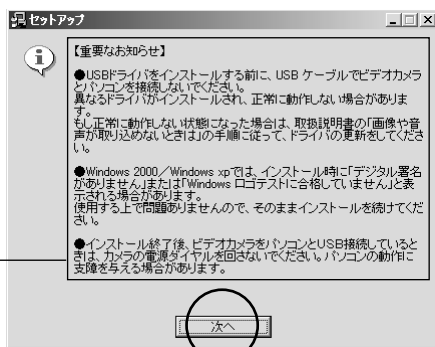 セットアップ
【重要なお知らせ】
●USBドライバをインストールする前に、USB ケーブルでビデオカメラ
とパソコンを接続しないでください。
異なるドライバがインストールされ、正常に動作しない場合がありま
す。
もし正常に動作しない状態になった場合は、取扱説明書の「画像や音
声が取り込めないときは」の手順に従って、ドライバの更新をしてくださ
い。
●Windows 2000／Windows xpでは、インストール時に「デジタル署名
がありません」または「Windows ロゴテストに合格していません」と表
示される場合があります。
使用する上で問題ありませんので、そのままインストールを続けてくだ
さい。
●インストール終了後、ビデオカメラをパソコンとUSB接続していると
きは、カメラの電源ダイヤルを回さないでください。パソコンの動作に
支障を与える場合があります。
次へ